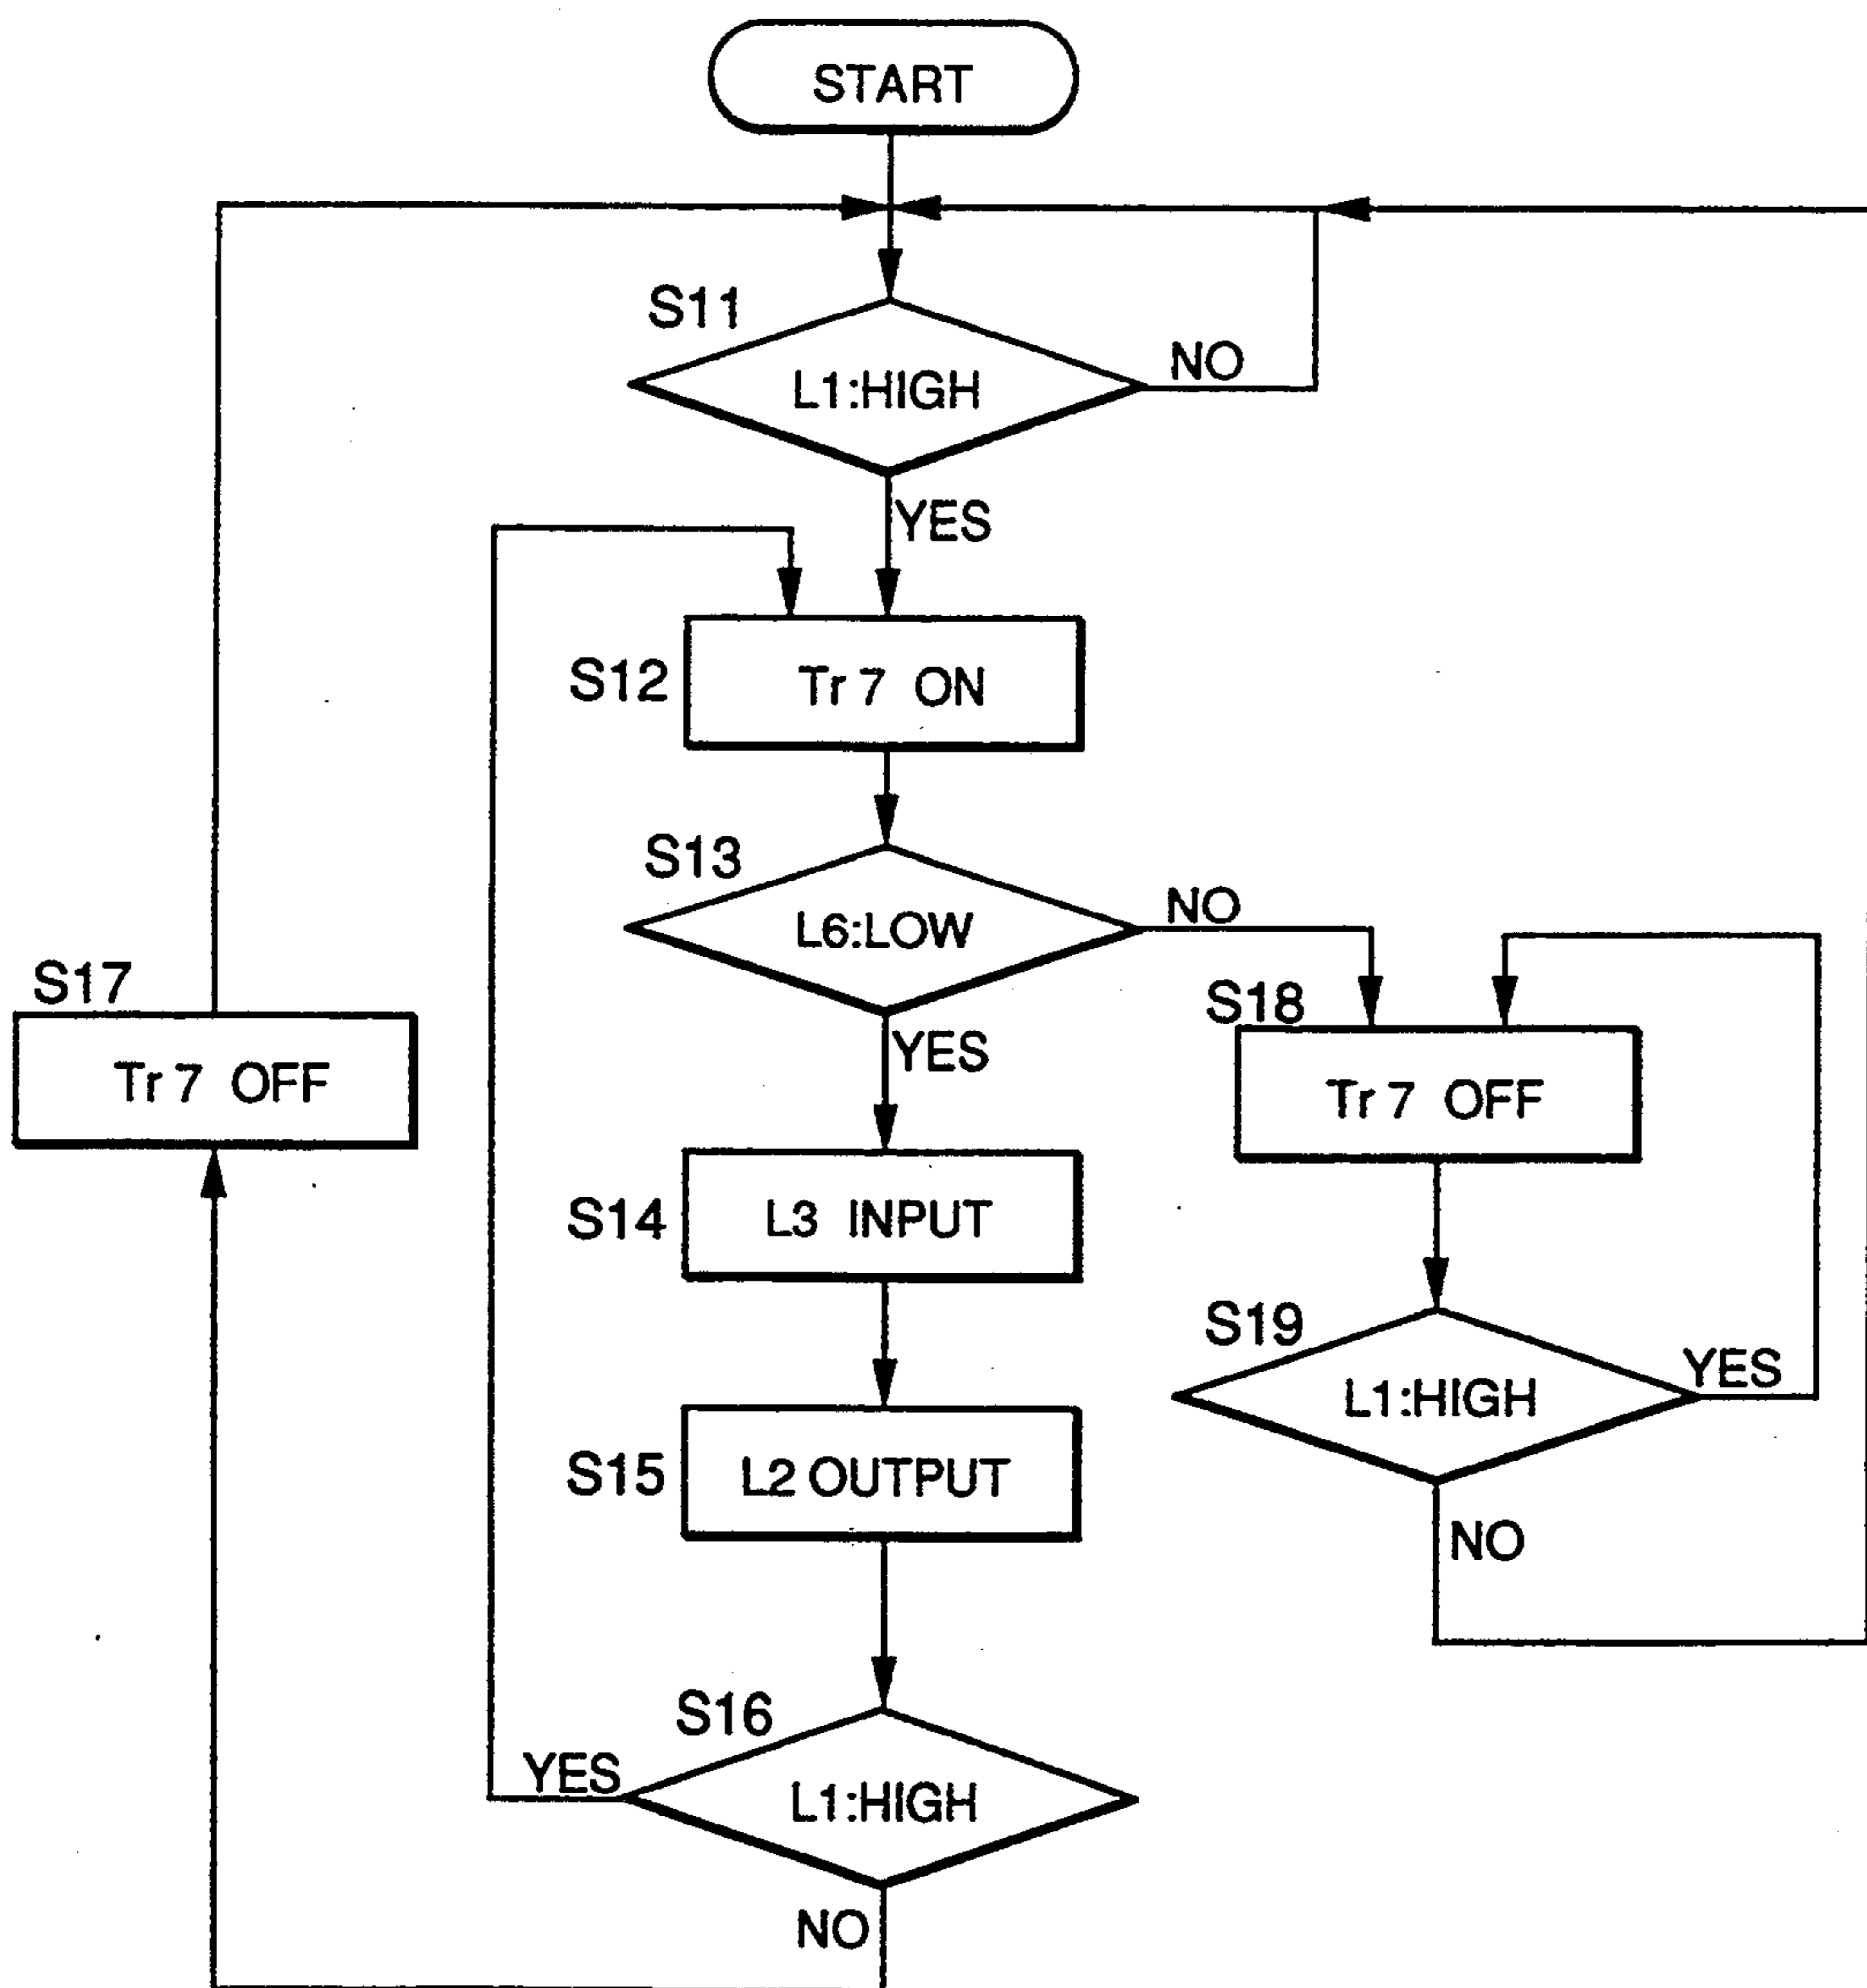 START
S11
L1:HIGH
NO
YES
S12
Tr 7 ON
S13
L6:LOW
NO
YES
S17
Tr 7 OFF
S18
Tr 7 OFF
S14
L3 INPUT
S19
L1:HIGH
YES
NO
S15
L2 OUTPUT
S16
YES
L1:HIGH
NO